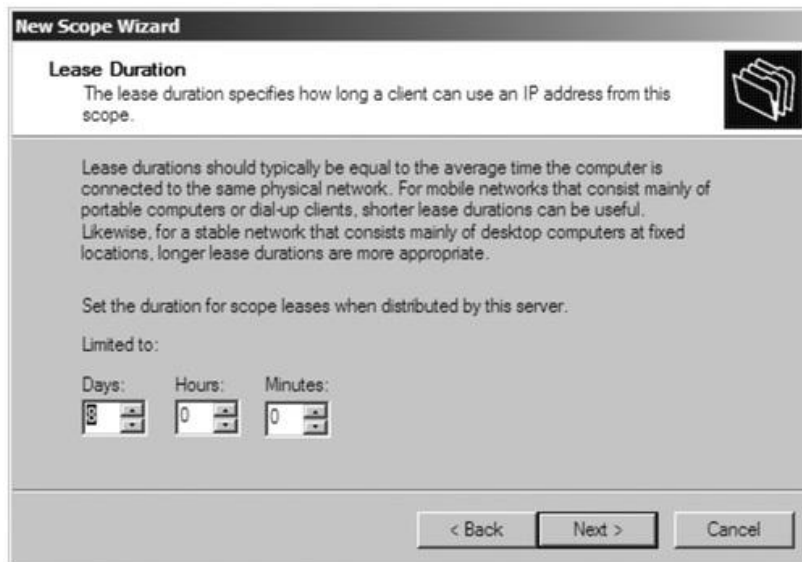 New Scope Wizard
Lease Duration
The lease duration specifies how long a client can use an IP address from this
scope.
Lease durations should typically be equal to the average time the computer is
connected to the same physical network. For mobile networks that consist mainly of
portable computers or dial-up clients, shorter lease durations can be useful.
Likewise, for a stable network that consists mainly of desktop computers at fixed
locations, longer lease durations are more appropriate.
Set the duration for scope leases when distributed by this server.
Limited to:
Days: Hours: Minutes:
8 0 0
< Back Next > Cancel